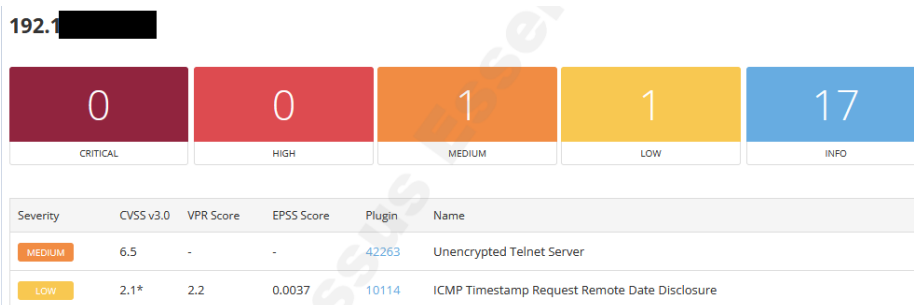 192.1
0 0 1 1 17
CRITICAL HIGH MEDIUM LOW INFO
Severity CVSS v3.0 VPR Score EPSS Score Plugin Name
MEDIUM 6.5 - - 42263 Unencrypted Telnet Server
LOW 2.1* 2.2 0.0037 10114 ICMP Timestamp Request Remote Date Disclosure